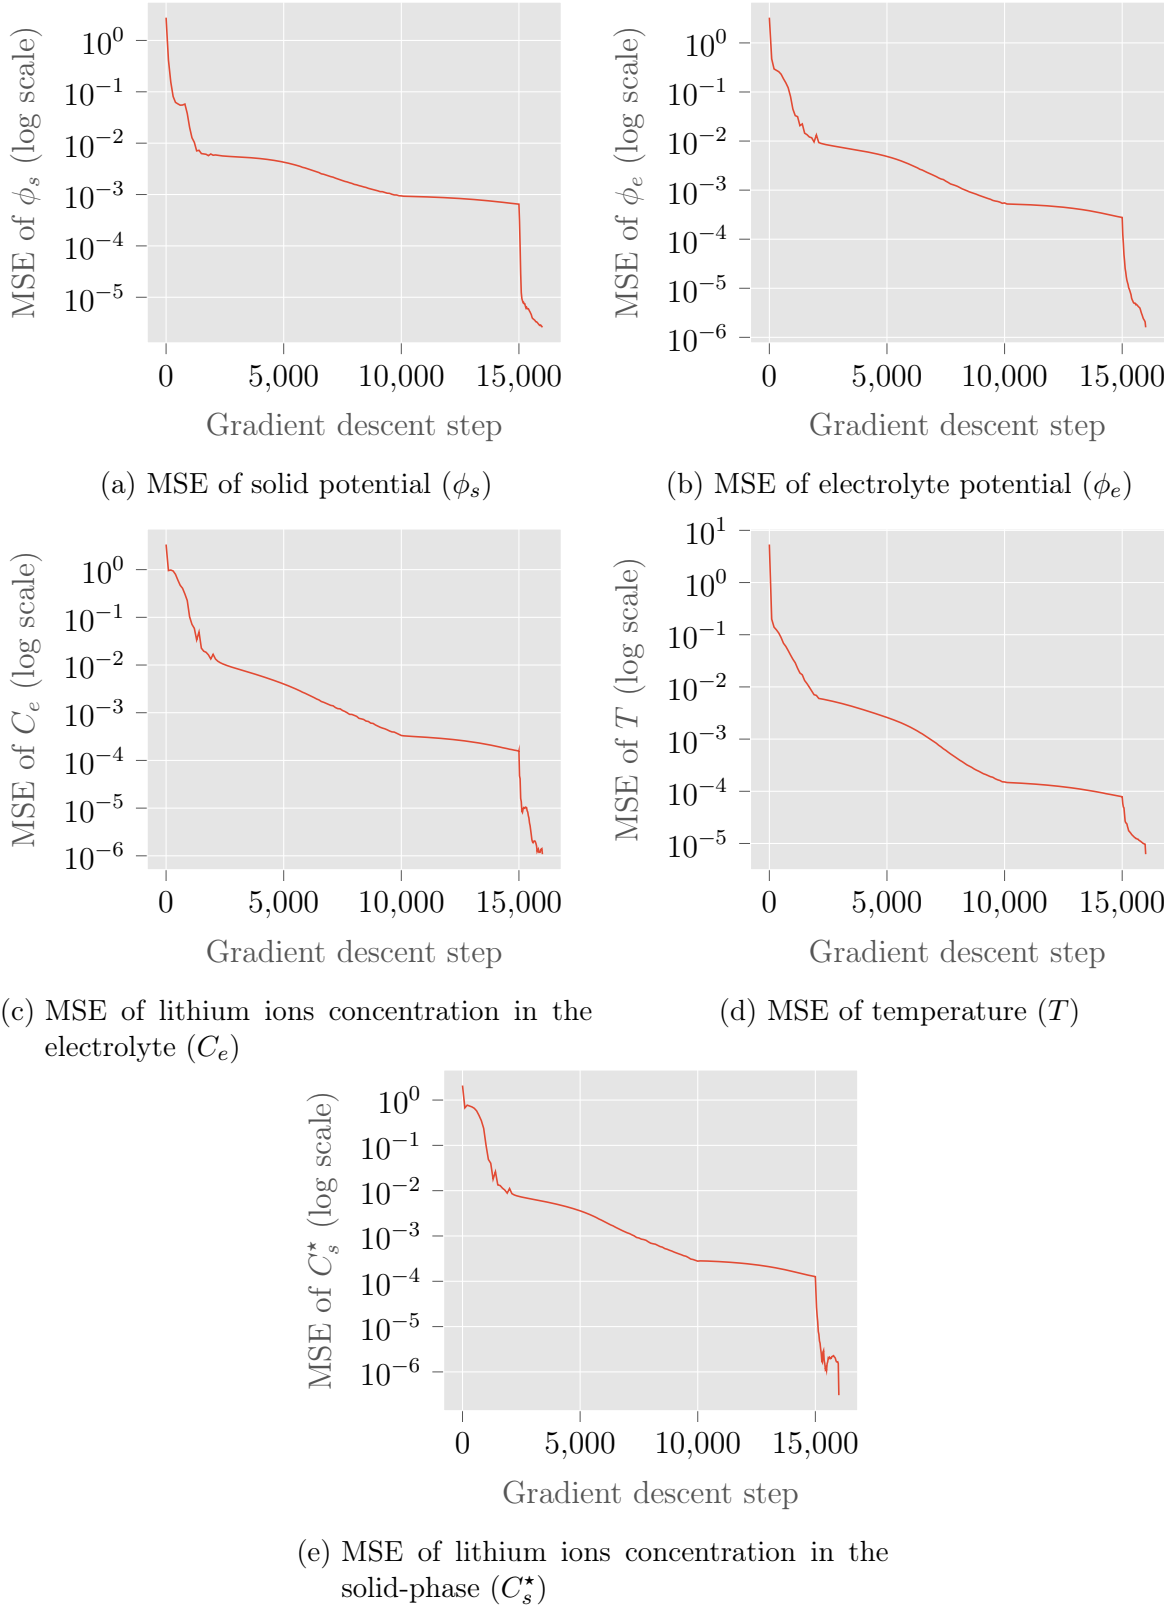 MSE of ϕ_s (log scale)
10^0
10^−1
10^−2
10^−3
10^−4
10^−5
0 5,000 10,000 15,000
Gradient descent step
(a) MSE of solid potential (ϕ_s)
MSE of ϕ_e (log scale)
10^0
10^−1
10^−2
10^−3
10^−4
10^−5
10^−6
0 5,000 10,000 15,000
Gradient descent step
(b) MSE of electrolyte potential (ϕ_e)
MSE of C_e (log scale)
10^0
10^−1
10^−2
10^−3
10^−4
10^−5
10^−6
0 5,000 10,000 15,000
Gradient descent step
(c) MSE of lithium ions concentration in the
electrolyte (C_e)
MSE of T (log scale)
10^1
10^0
10^−1
10^−2
10^−3
10^−4
10^−5
0 5,000 10,000 15,000
Gradient descent step
(d) MSE of temperature (T)
MSE of C_s^⋆ (log scale)
10^0
10^−1
10^−2
10^−3
10^−4
10^−5
10^−6
0 5,000 10,000 15,000
Gradient descent step
(e) MSE of lithium ions concentration in the
solid-phase (C_s^⋆)